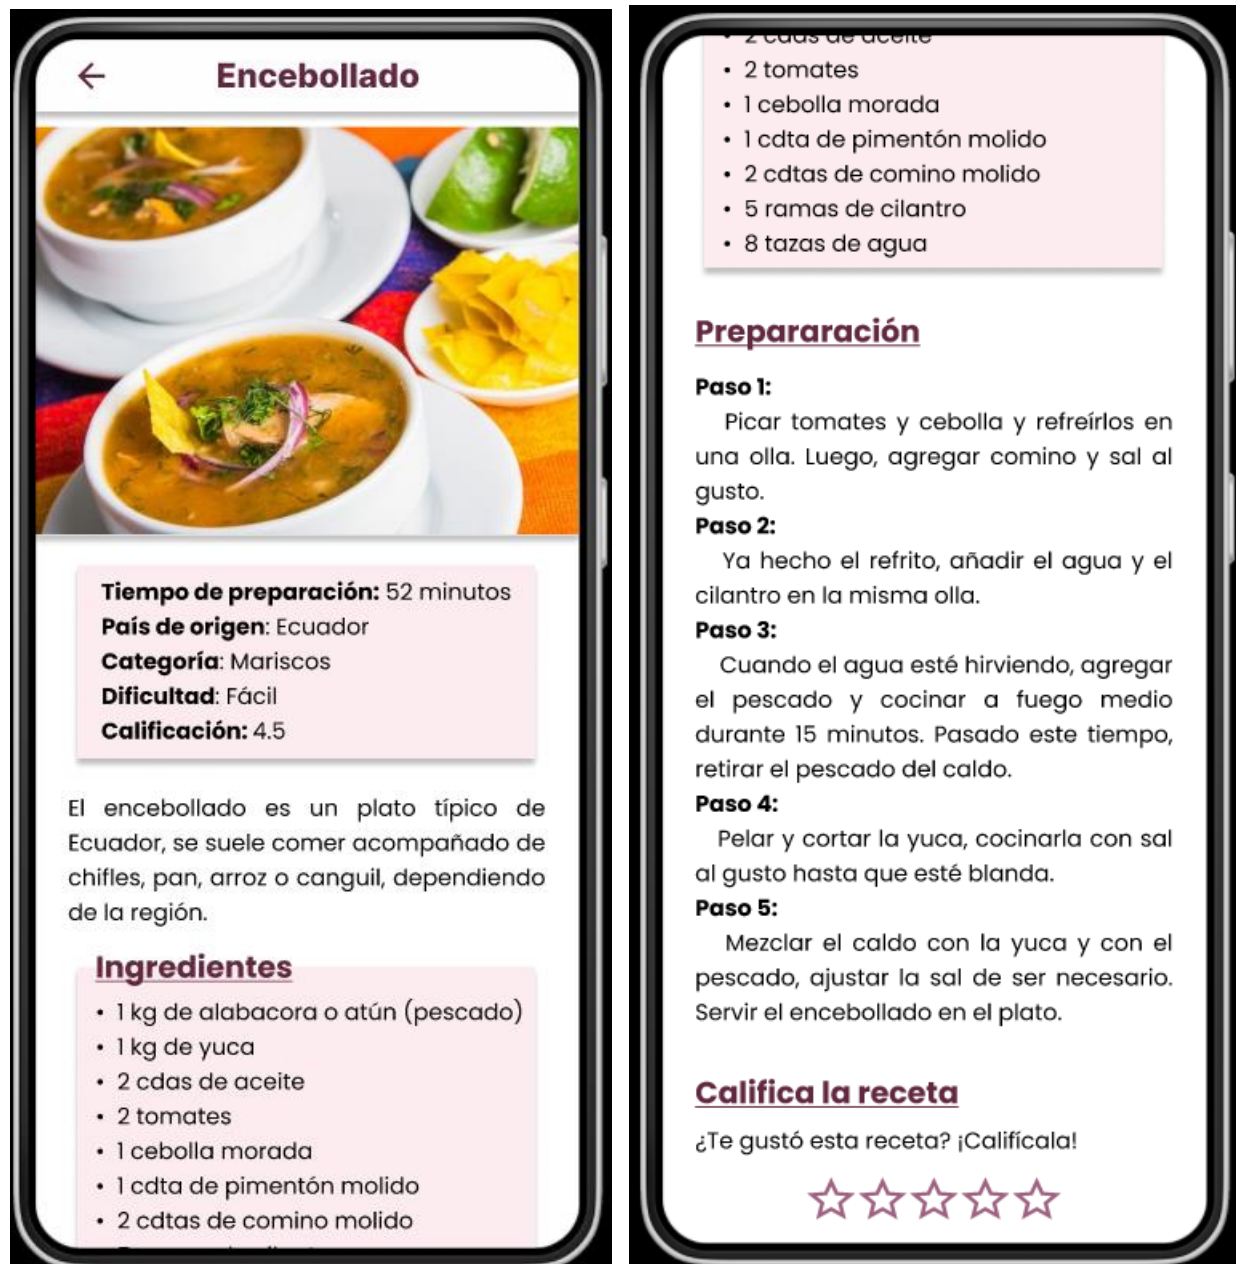 Encebollado
Tiempo de preparación: 52 minutos
País de origen: Ecuador
Categoría: Mariscos
Dificultad: Fácil
Calificación: 4.5
El encebollado es un plato típico de
Ecuador, se suele comer acompañado de
chifles, pan, arroz o canguil, dependiendo
de la región.
Ingredientes
• 1 kg de alabacora o atún (pescado)
• 1 kg de yuca
• 2 cdas de aceite
• 2 tomates
• 1 cebolla morada
• 1 cdta de pimentón molido
• 2 cdtas de comino molido
• 2 cdas de aceite
• 2 tomates
• 1 cebolla morada
• 1 cdta de pimentón molido
• 2 cdtas de comino molido
• 5 ramas de cilantro
• 8 tazas de agua
Prepararación
Paso 1:
Picar tomates y cebolla y refreírlos en
una olla. Luego, agregar comino y sal al
gusto.
Paso 2:
Ya hecho el refrito, añadir el agua y el
cilantro en la misma olla.
Paso 3:
Cuando el agua esté hirviendo, agregar
el pescado y cocinar a fuego medio
durante 15 minutos. Pasado este tiempo,
retirar el pescado del caldo.
Paso 4:
Pelar y cortar la yuca, cocinarla con sal
al gusto hasta que esté blanda.
Paso 5:
Mezclar el caldo con la yuca y con el
pescado, ajustar la sal de ser necesario.
Servir el encebollado en el plato.
Califica la receta
¿Te gustó esta receta? ¡Califícala!